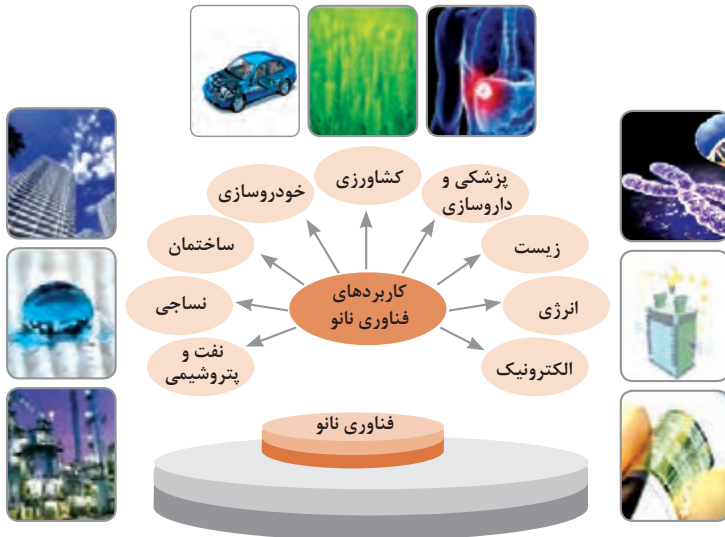 کشاورزی
پزشکی و
داروسازی
خودروسازی
زیست
ساختمان
کاربردهای
فناوری نانو
انرژی
نساجی
الکترونیک
نفت و
پتروشیمی
فناوری نانو